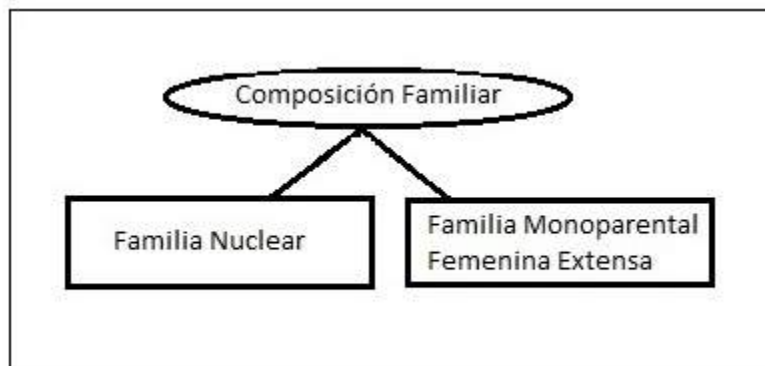 Composición Familiar
Familia Nuclear
Familia Monoparental
Femenina Extensa